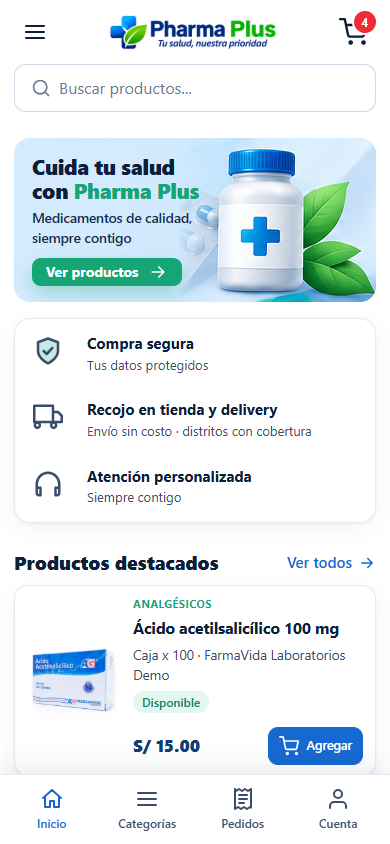 Pharma Plus
Tu salud, nuestra prioridad
4
Buscar productos...
Cuida tu salud
con Pharma Plus
Medicamentos de calidad,
siempre contigo
Ver productos
Compra segura
Tus datos protegidos
Recojo en tienda y delivery
Envío sin costo · distritos con cobertura
Atención personalizada
Siempre contigo
Productos destacados
Ver todos
ANALGÉSICOS
Ácido acetilsalicílico 100 mg
Caja x 100 · FarmaVida Laboratorios
Demo
Disponible
Ácido
Acetilsalicílico
S/ 15.00
Agregar
Inicio
Categorías
Pedidos
Cuenta